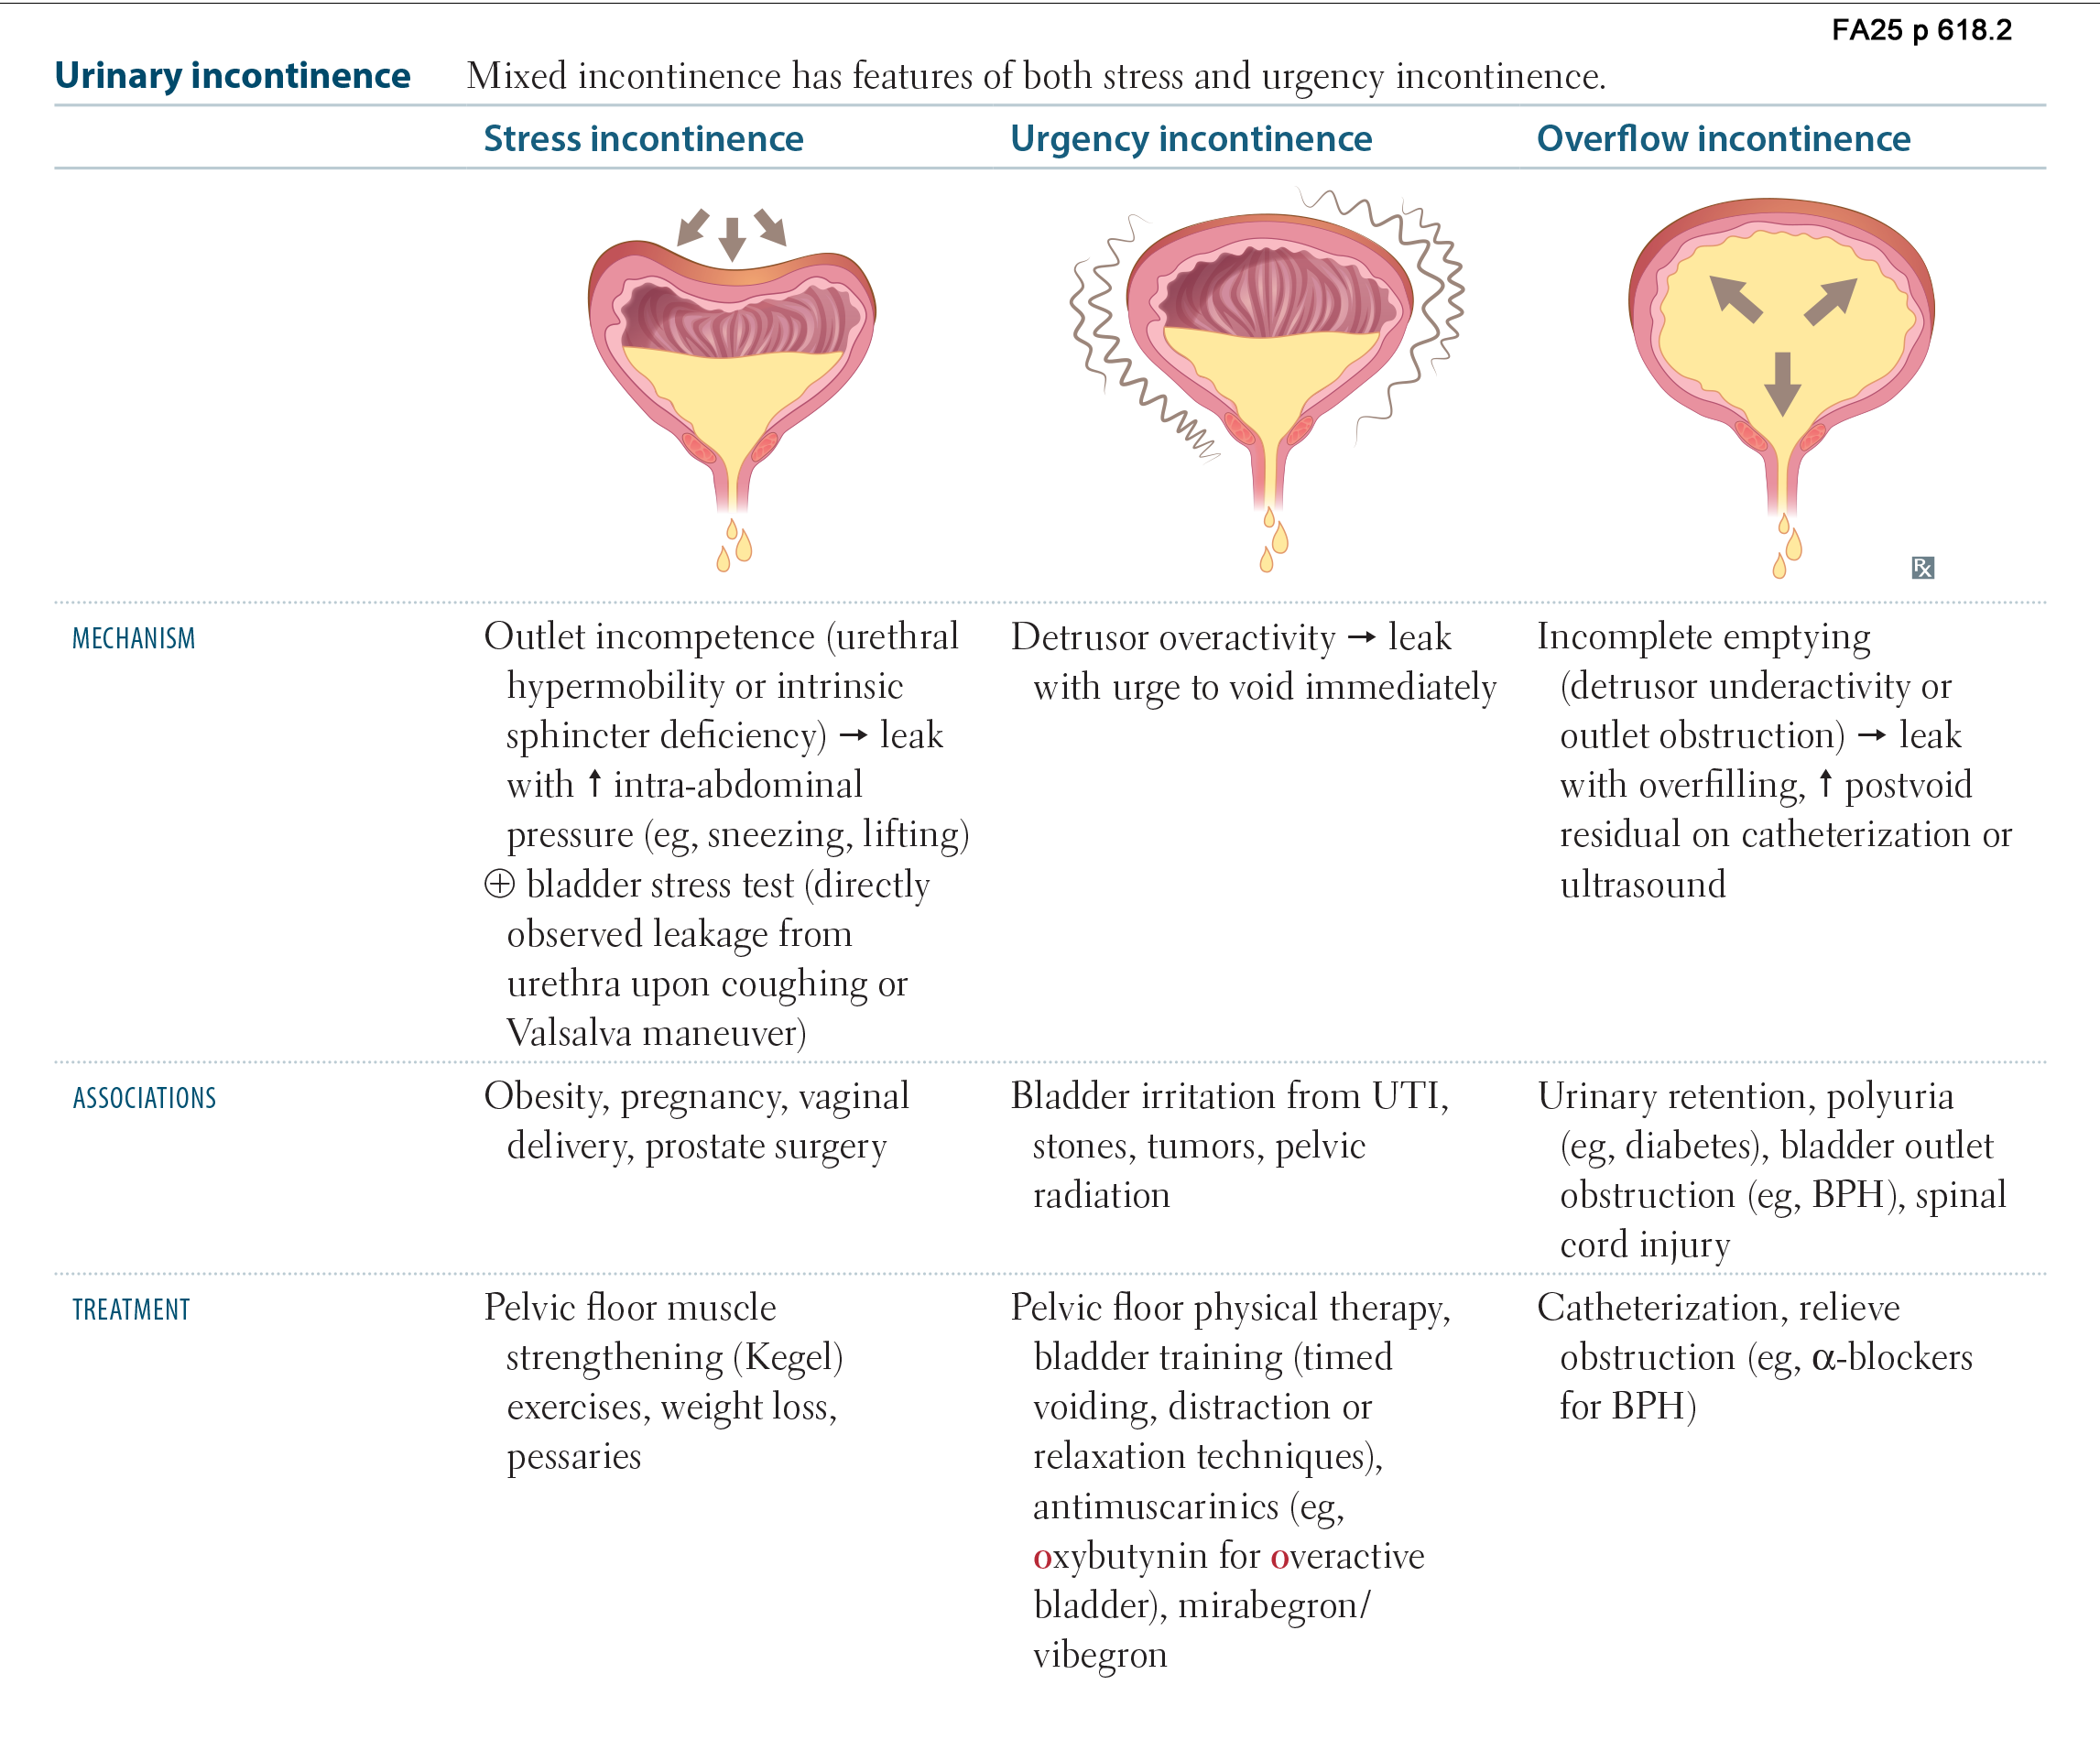 FA25 p 618.2
Urinary incontinence Mixed incontinence has features of both stress and urgency incontinence.
Stress incontinence Urgency incontinence Overflow incontinence
Rx
MECHANISM
Outlet incompetence (urethral
hypermobility or intrinsic
sphincter deficiency) → leak
with ↑ intra-abdominal
pressure (eg, sneezing, lifting)
⊕ bladder stress test (directly
observed leakage from
urethra upon coughing or
Valsalva maneuver)
Detrusor overactivity → leak
with urge to void immediately
Incomplete emptying
(detrusor underactivity or
outlet obstruction) → leak
with overfilling, ↑ postvoid
residual on catheterization or
ultrasound
ASSOCIATIONS
Obesity, pregnancy, vaginal
delivery, prostate surgery
Bladder irritation from UTI,
stones, tumors, pelvic
radiation
Urinary retention, polyuria
(eg, diabetes), bladder outlet
obstruction (eg, BPH), spinal
cord injury
TREATMENT
Pelvic floor muscle
strengthening (Kegel)
exercises, weight loss,
pessaries
Pelvic floor physical therapy,
bladder training (timed
voiding, distraction or
relaxation techniques),
antimuscarinics (eg,
oxybutynin for overactive
bladder), mirabegron/
vibegron
Catheterization, relieve
obstruction (eg, α-blockers
for BPH)